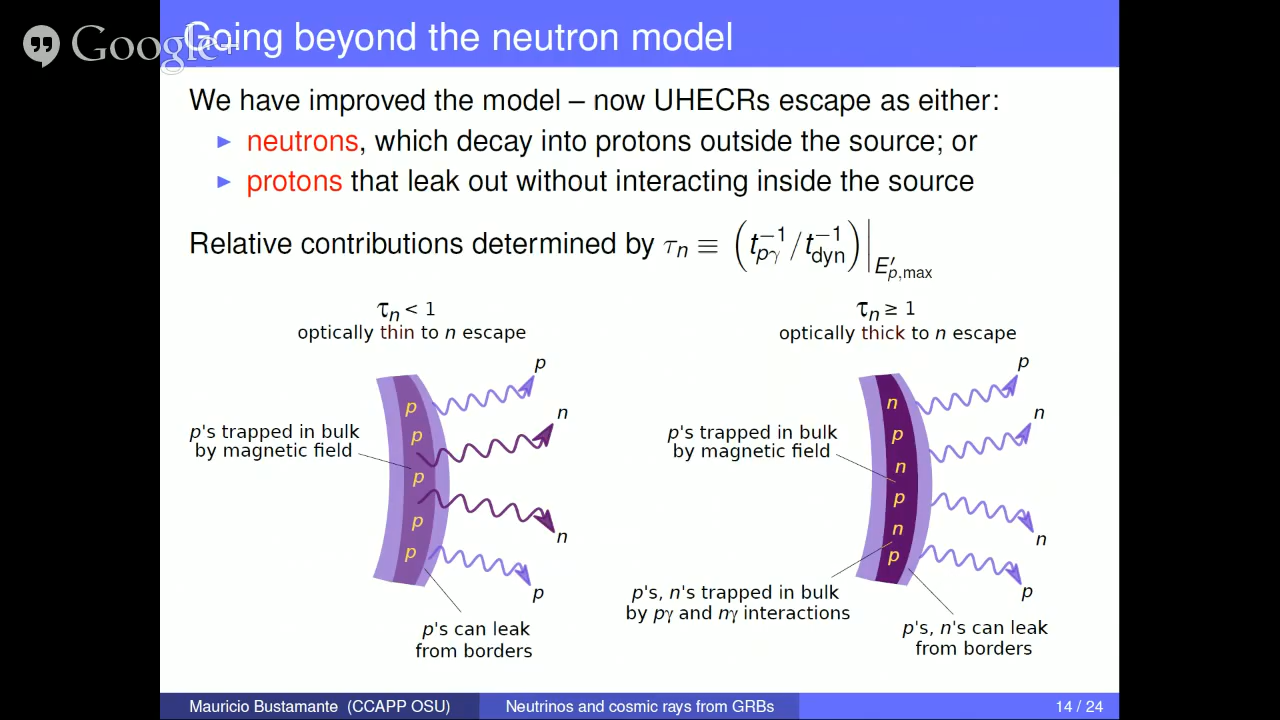 Google+
Going beyond the neutron model
We have improved the model – now UHECRs escape as either:
neutrons, which decay into protons outside the source; or
protons that leak out without interacting inside the source
Relative contributions determined by τn ≡ (t⁻¹pγ / t⁻¹dyn)|E′p,max
τn < 1
optically thin to n escape
p
n
p's trapped in bulk
by magnetic field
p
p
p
p
p
n
p
p's can leak
from borders
τn ≥ 1
optically thick to n escape
p
n
p's trapped in bulk
by magnetic field
n
p
n
p
n
p
n
p
p's, n's trapped in bulk
by pγ and nγ interactions
p's, n's can leak
from borders
Mauricio Bustamante (CCAPP OSU)
Neutrinos and cosmic rays from GRBs
14 / 24